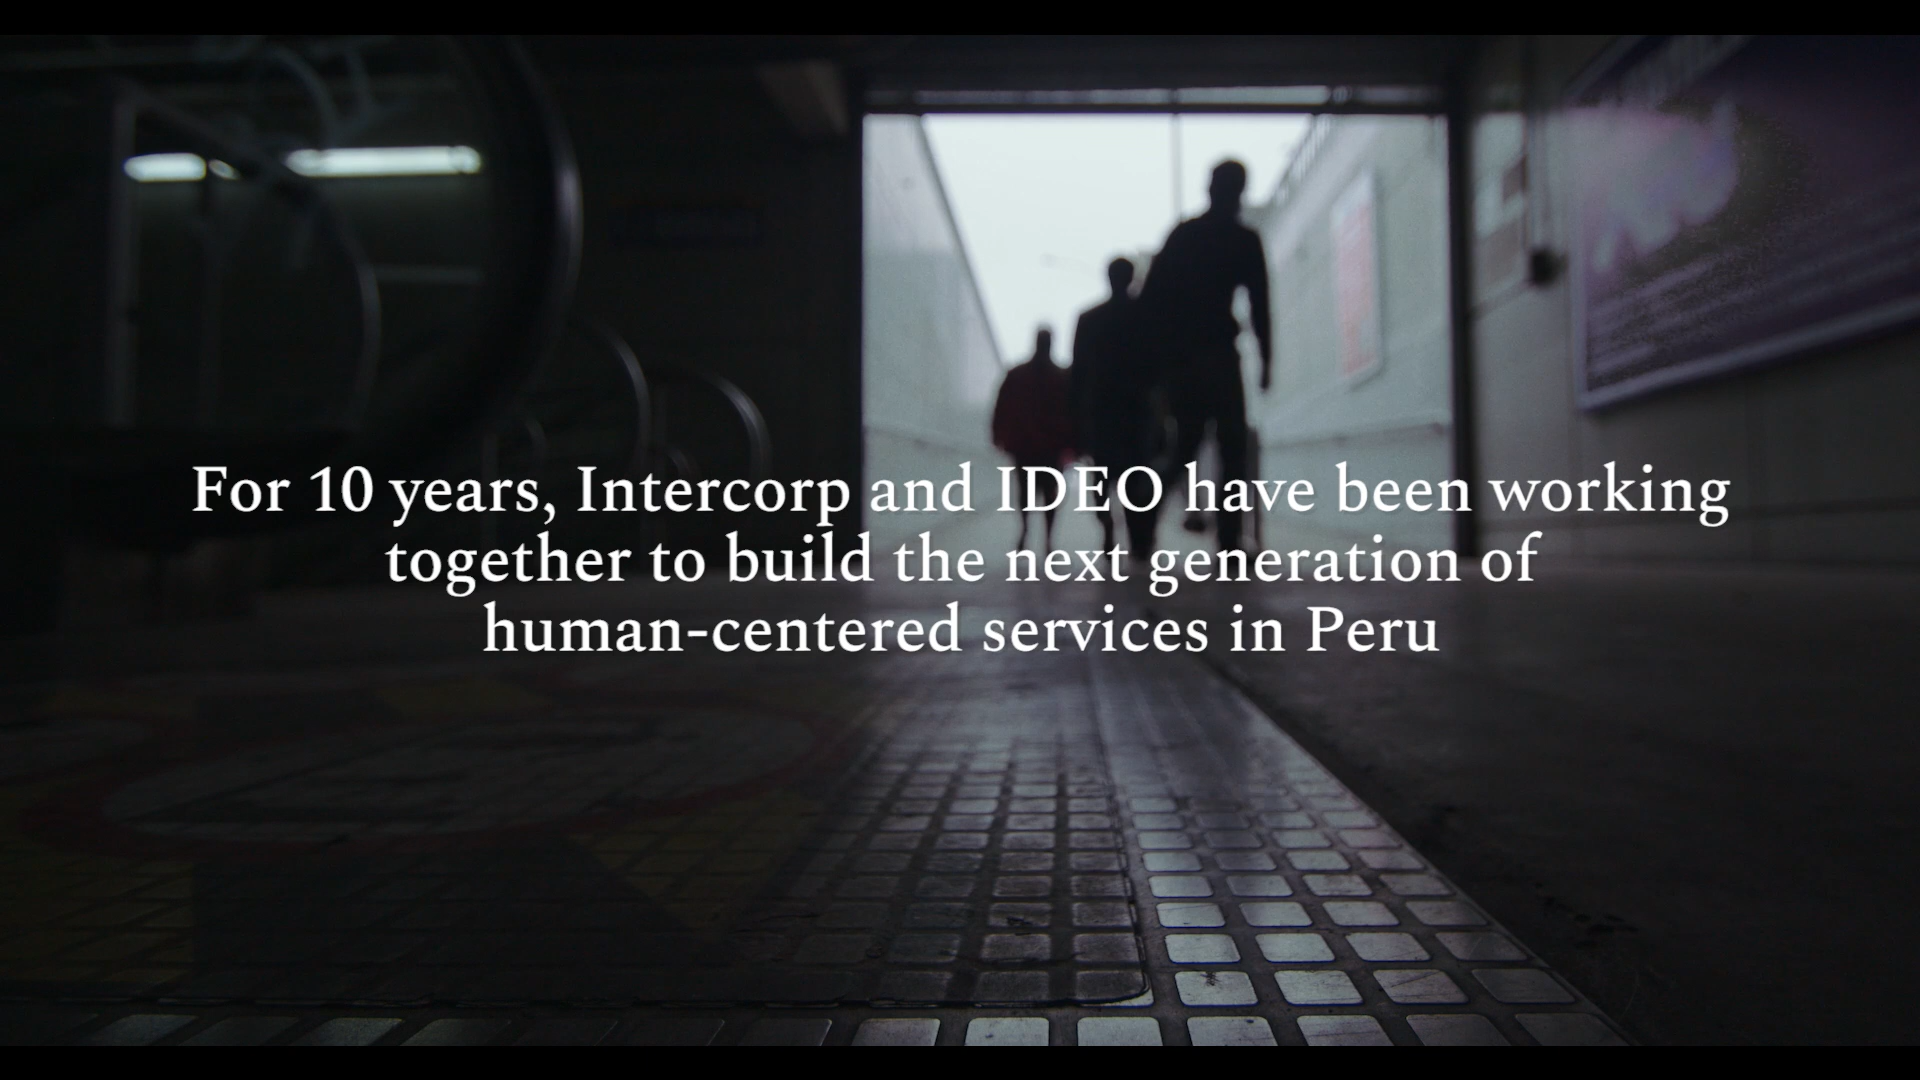 For 10 years, Intercorp and IDEO have been working
together to build the next generation of
human-centered services in Peru